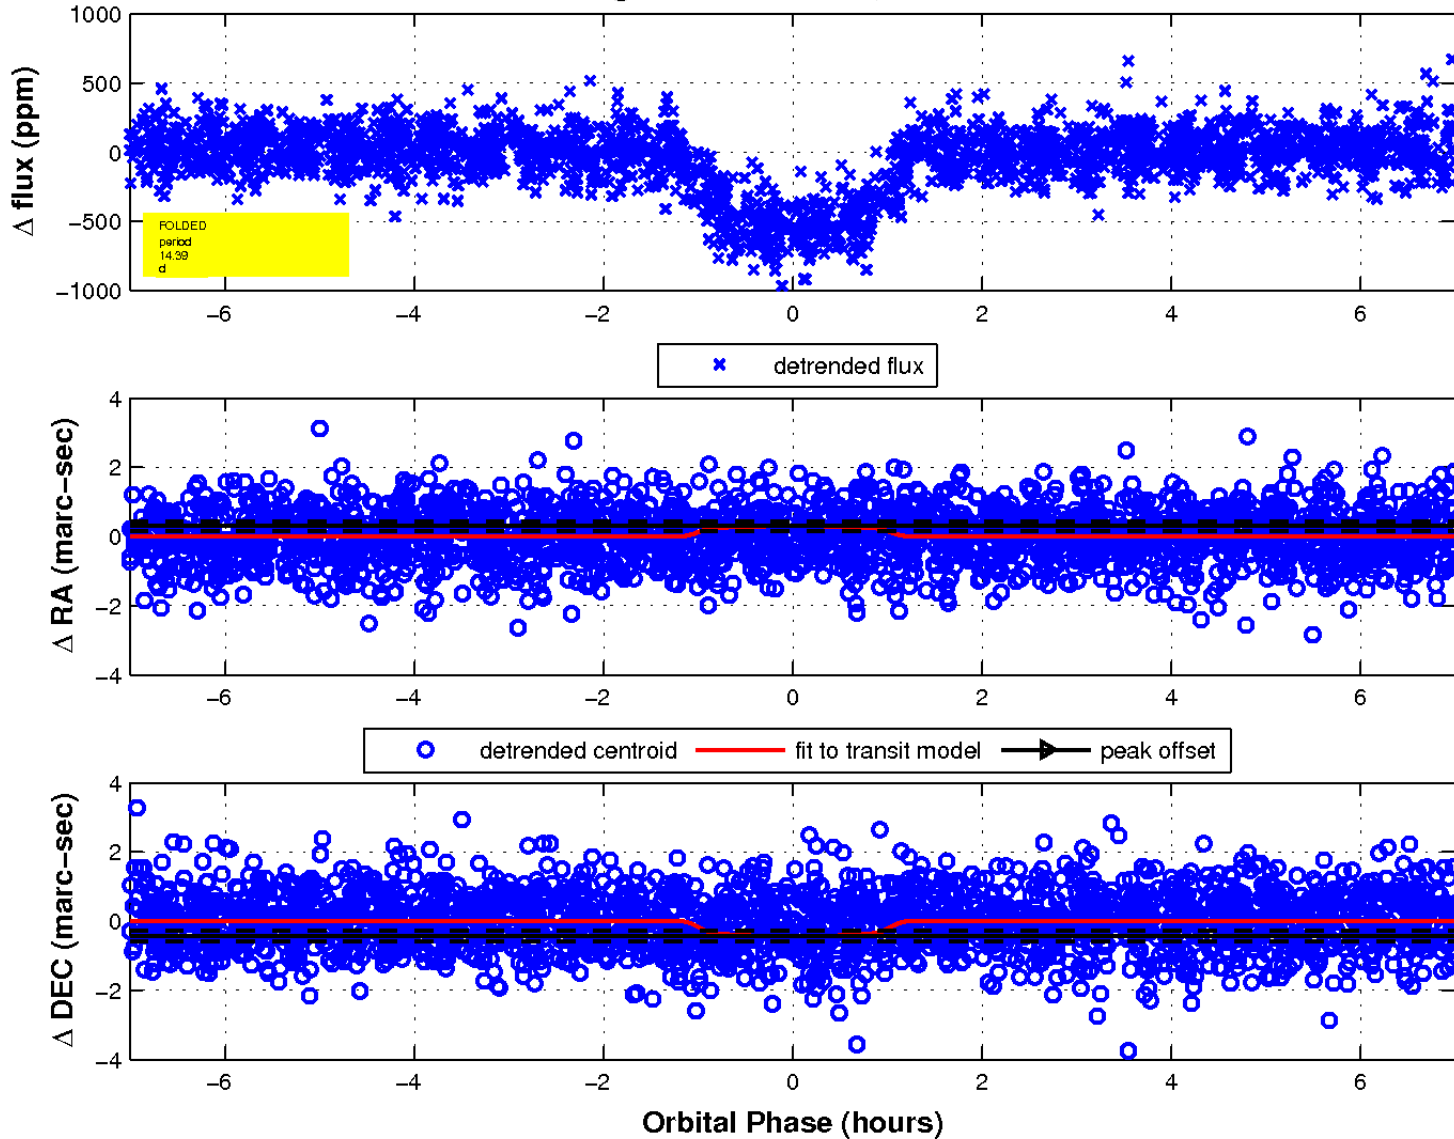 1000
500
0
−500
−1000
Δ flux (ppm)
FOLDED
period
14.39
d
−6 −4 −2 0 2 4 6
detrended flux
4
2
0
−2
−4
Δ RA (marc−sec)
−6 −4 −2 0 2 4 6
detrended centroid fit to transit model peak offset
4
2
0
−2
−4
Δ DEC (marc−sec)
−6 −4 −2 0 2 4 6
Orbital Phase (hours)